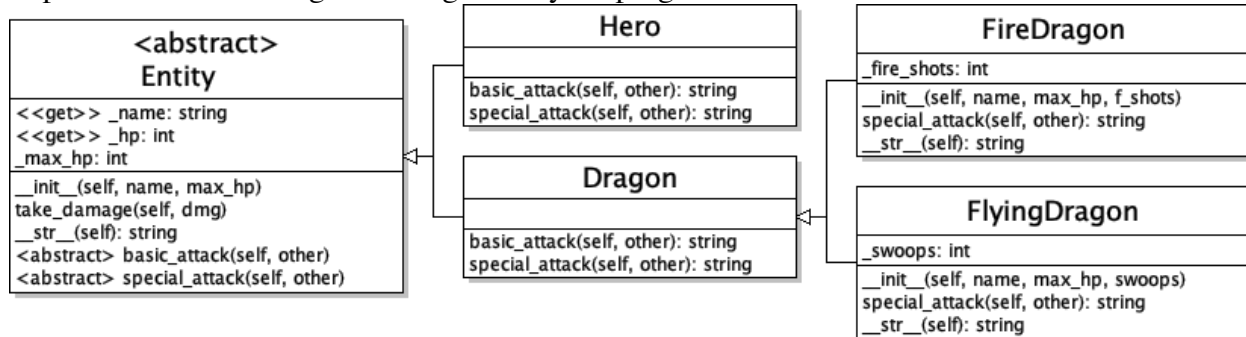 <abstract>
Entity
<<get>> _name: string
<<get>> _hp: int
_max_hp: int
__init__(self, name, max_hp)
take_damage(self, dmg)
__str__(self): string
<abstract> basic_attack(self, other)
<abstract> special_attack(self, other)
Hero
basic_attack(self, other): string
special_attack(self, other): string
Dragon
basic_attack(self, other): string
special_attack(self, other): string
FireDragon
_fire_shots: int
__init__(self, name, max_hp, f_shots)
special_attack(self, other): string
__str__(self): string
FlyingDragon
_swoops: int
__init__(self, name, max_hp, swoops)
special_attack(self, other): string
__str__(self): string